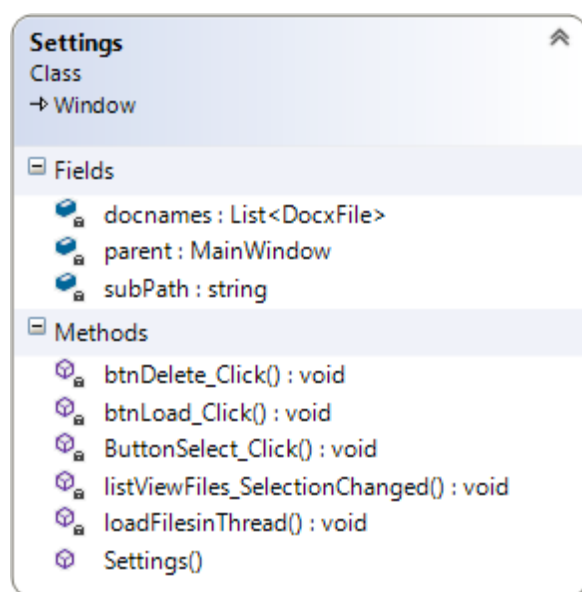 Settings
Class
Window
Fields
docnames : List<DocxFile>
parent : MainWindow
subPath : string
Methods
btnDelete_Click() : void
btnLoad_Click() : void
ButtonSelect_Click() : void
listViewFiles_SelectionChanged() : void
loadFilesinThread() : void
Settings()